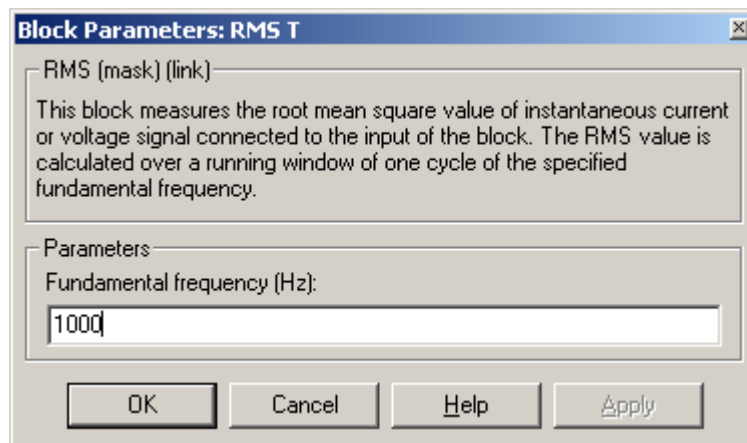 Block Parameters: RMS T
RMS (mask) (link)
This block measures the root mean square value of instantaneous current
or voltage signal connected to the input of the block. The RMS value is
calculated over a running window of one cycle of the specified
fundamental frequency.
Parameters
Fundamental frequency (Hz):
1000
OK Cancel Help Apply